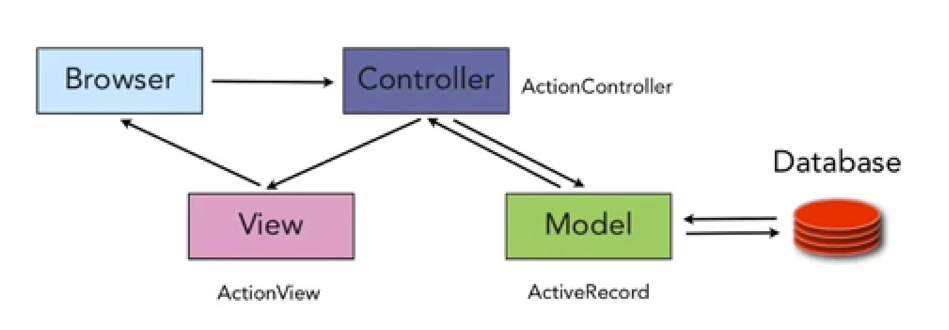 Browser
Controller
ActionController
Database
View
Model
ActionView
ActiveRecord